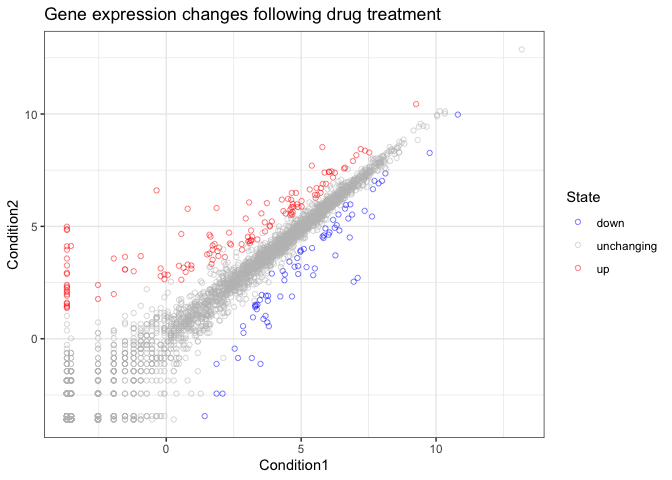 Gene expression changes following drug treatment
10
5
0
Condition2
0
5
10
Condition1
State
down
unchanging
up